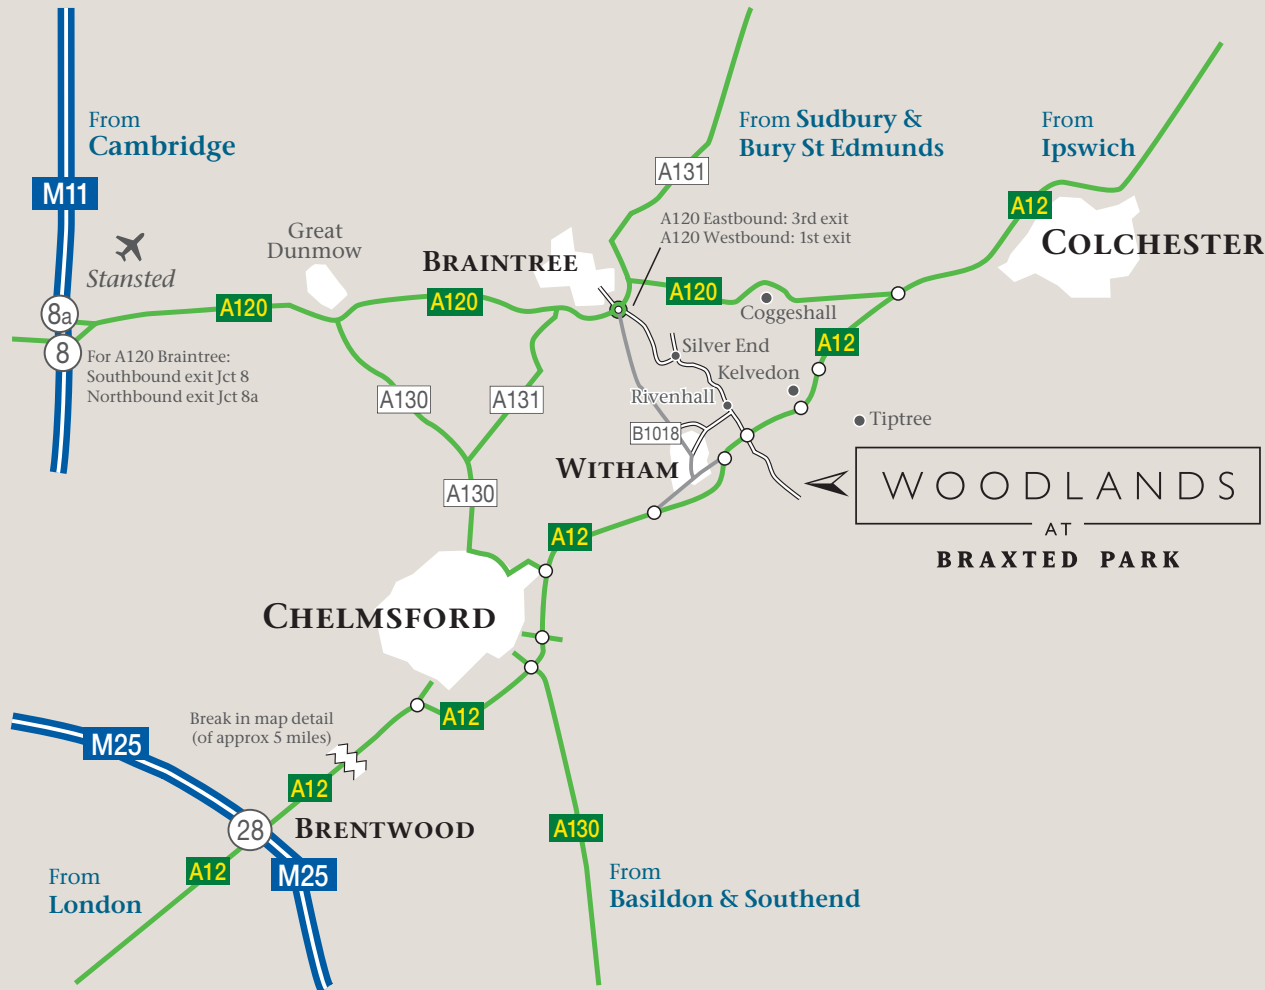 From
Cambridge
From Sudbury &
Bury St Edmunds
From
Ipswich
A131
M11
A12
A120 Eastbound: 3rd exit
A120 Westbound: 1st exit
Great
Dunmow
Stansted
BRAINTREE
COLCHESTER
A120
A120
A120
8a
8
Coggeshall
For A120 Braintree:
Southbound exit Jct 8
Northbound exit Jct 8a
A12
Silver End
Kelvedon
A130
A131
Rivenhall
Tiptree
B1018
WITHAM
A130
WOODLANDS
AT
BRAXTED PARK
A12
CHELMSFORD
A12
Break in map detail
(of approx 5 miles)
M25
A12
28
BRENTWOOD
A130
A12
M25
From
London
From
Basildon & Southend